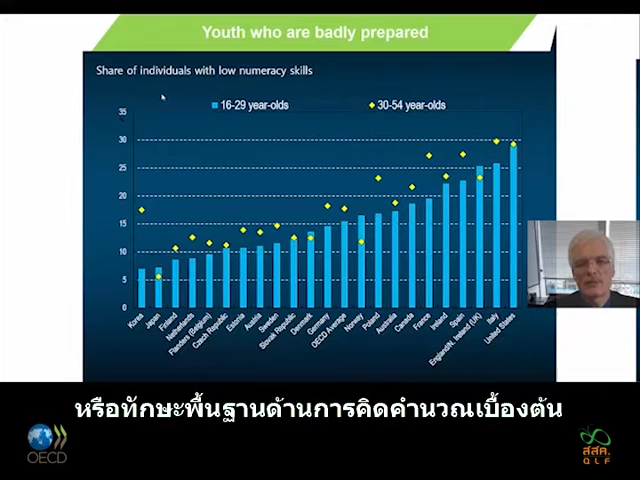 Youth who are badly prepared
Share of individuals with low numeracy skills
16-29 year-olds
30-54 year-olds
35
30
25
20
15
10
5
0
Korea
Japan
Finland
Netherlands
Flanders (Belgium)
Czech Republic
Estonia
Austria
Sweden
Slovak Republic
Denmark
Germany
OECD Average
Norway
Poland
Australia
Canada
France
Ireland
Spain
England/N. Ireland (UK)
Italy
United States
หรือทักษะพื้นฐานด้านการคิดคำนวณเบื้องต้น
OECD
สสค.
QLF